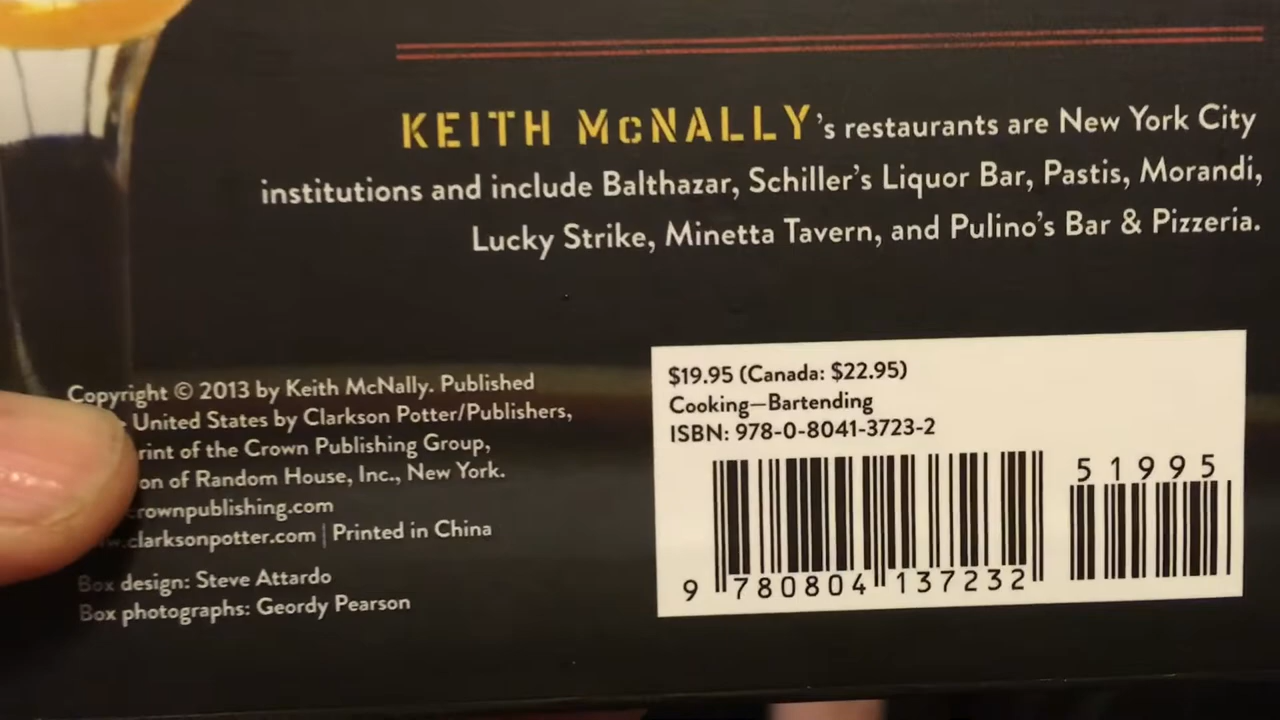 KEITH McNALLY's restaurants are New York City
institutions and include Balthazar, Schiller's Liquor Bar, Pastis, Morandi,
Lucky Strike, Minetta Tavern, and Pulino's Bar & Pizzeria.
Copyright © 2013 by Keith McNally. Published
United States by Clarkson Potter/Publishers,
rint of the Crown Publishing Group,
on of Random House, Inc., New York.
rownpublishing.com
.clarksonpotter.com | Printed in China
Box design: Steve Attardo
Box photographs: Geordy Pearson
$19.95 (Canada: $22.95)
Cooking—Bartending
ISBN: 978-0-8041-3723-2
51995
9 780804 137232